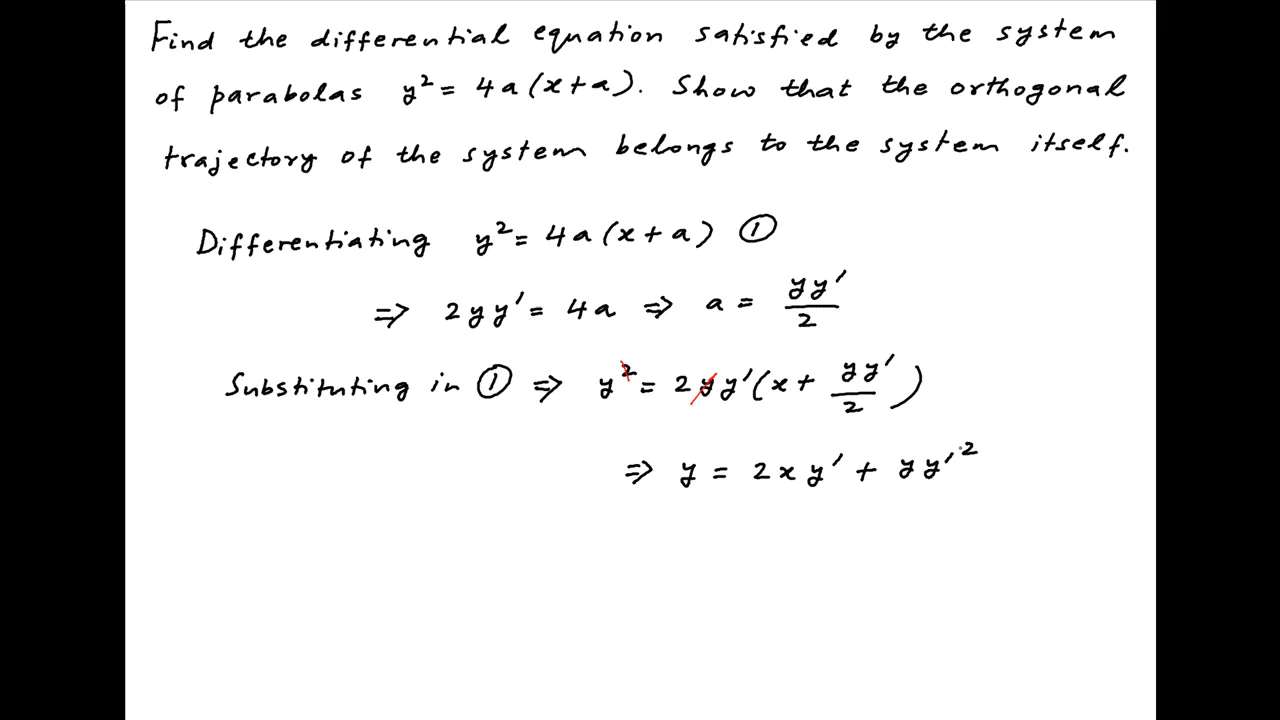 Find the differential equation satisfied by the system
of parabolas y² = 4a(x+a). Show that the orthogonal
trajectory of the system belongs to the system itself.
Differentiating y² = 4a(x+a) ①
⇒ 2yy' = 4a ⇒ a = yy'/2
Substituting in ① ⇒ y² = 2yy'(x + yy'/2)
⇒ y = 2xy' + yy'²